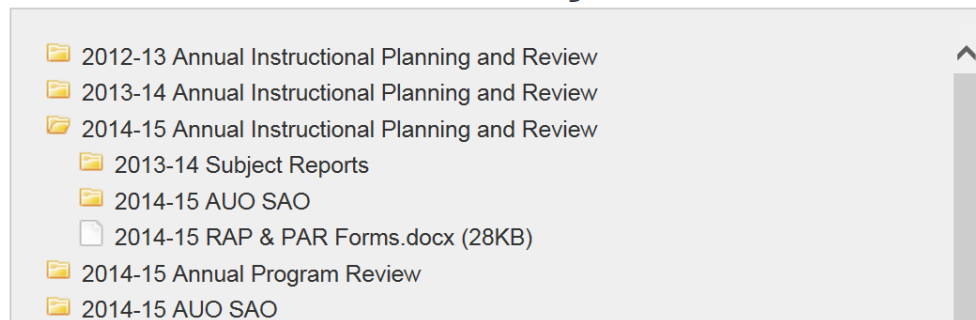 2012-13 Annual Instructional Planning and Review
2013-14 Annual Instructional Planning and Review
2014-15 Annual Instructional Planning and Review
2013-14 Subject Reports
2014-15 AUO SAO
2014-15 RAP & PAR Forms.docx (28KB)
2014-15 Annual Program Review
2014-15 AUO SAO